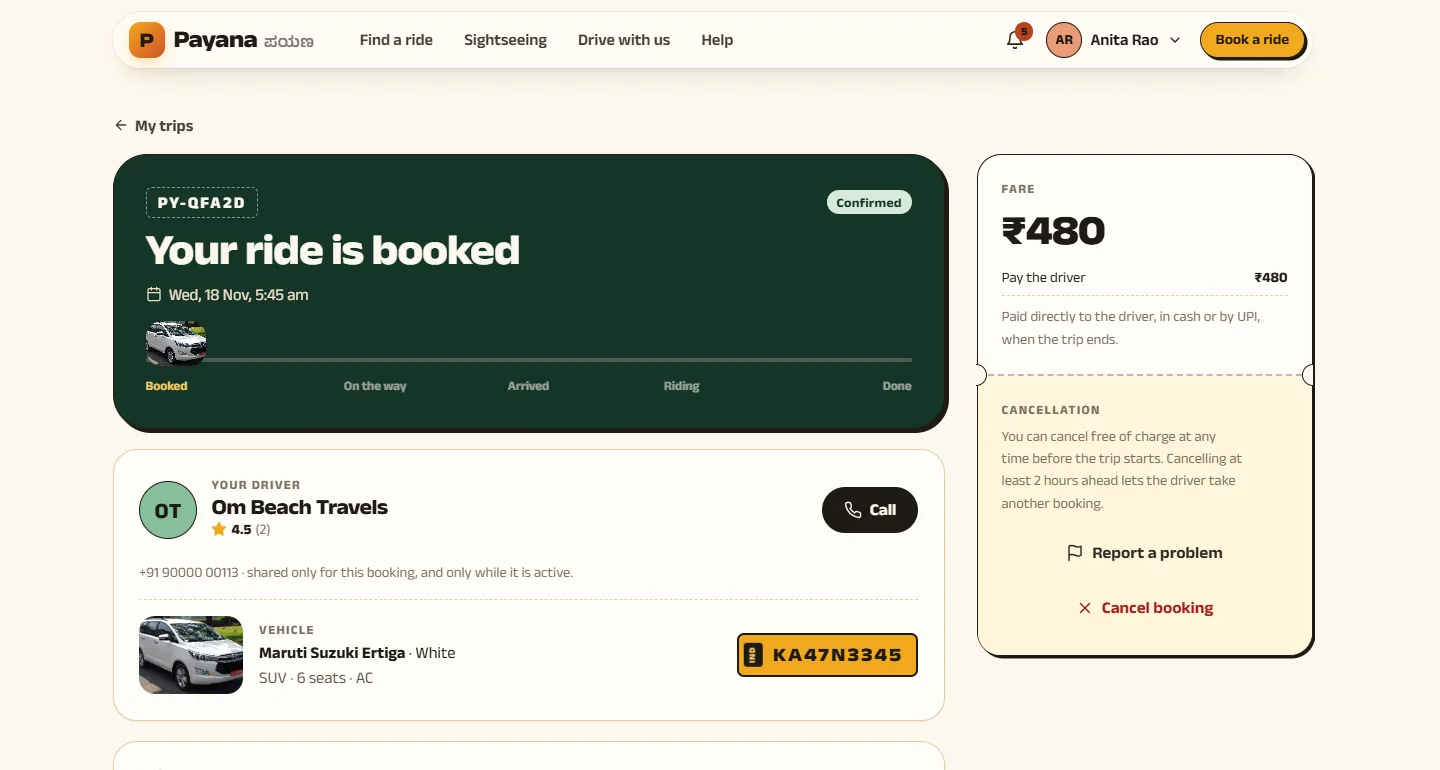 P Payana ಪಯಣ Find a ride Sightseeing Drive with us Help 5 AR Anita Rao Book a ride
My trips
PY-QFA2D
Confirmed
Your ride is booked
Wed, 18 Nov, 5:45 am
Booked On the way Arrived Riding Done
OT
YOUR DRIVER
Om Beach Travels
4.5 (2)
Call
+91 90000 00113 · shared only for this booking, and only while it is active.
VEHICLE
Maruti Suzuki Ertiga · White
SUV · 6 seats · AC
IND KA47N3345
FARE
₹480
Pay the driver ₹480
Paid directly to the driver, in cash or by UPI,
when the trip ends.
CANCELLATION
You can cancel free of charge at any
time before the trip starts. Cancelling at
least 2 hours ahead lets the driver take
another booking.
Report a problem
Cancel booking